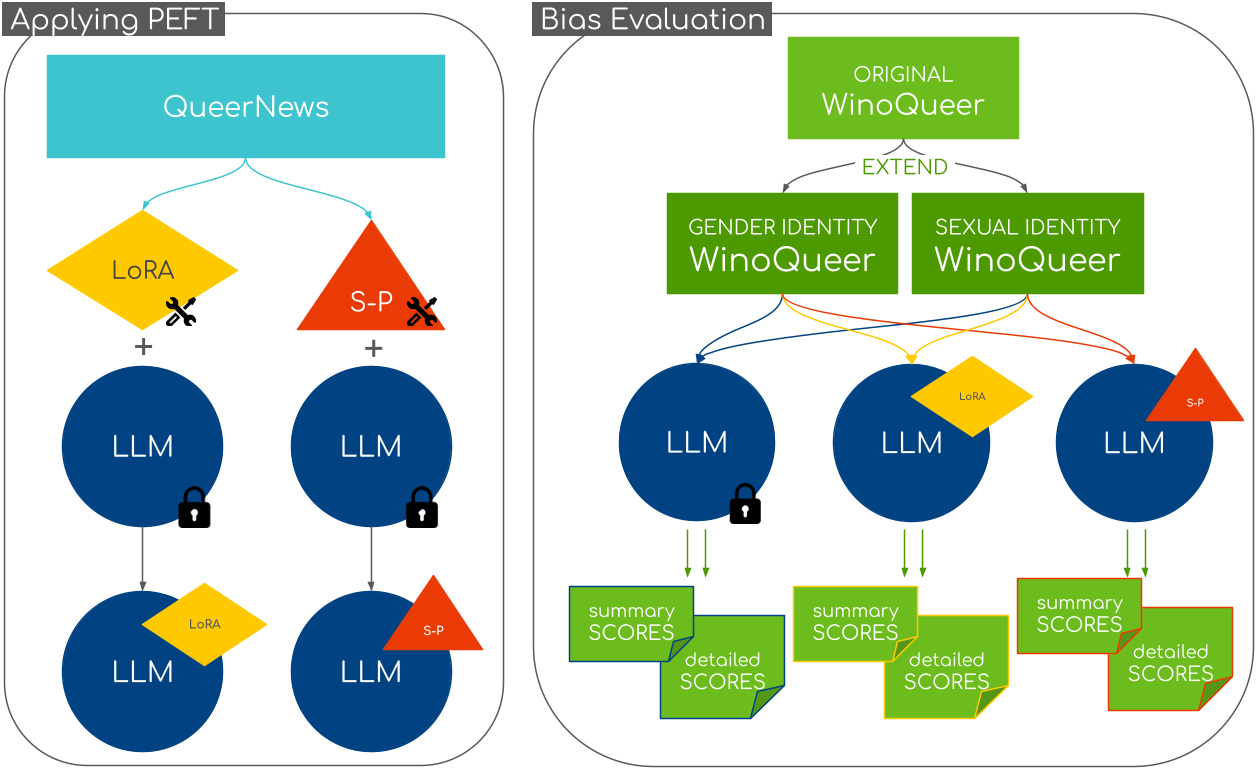 Applying PEFT
QueerNews
LoRA
S-P
+
+
LLM
LLM
LoRA
S-P
LLM
LLM
Bias Evaluation
ORIGINAL
WinoQueer
EXTEND
GENDER IDENTITY
WinoQueer
SEXUAL IDENTITY
WinoQueer
LLM
LoRA
LLM
S-P
LLM
summary
SCORES
detailed
SCORES
summary
SCORES
detailed
SCORES
summary
SCORES
detailed
SCORES